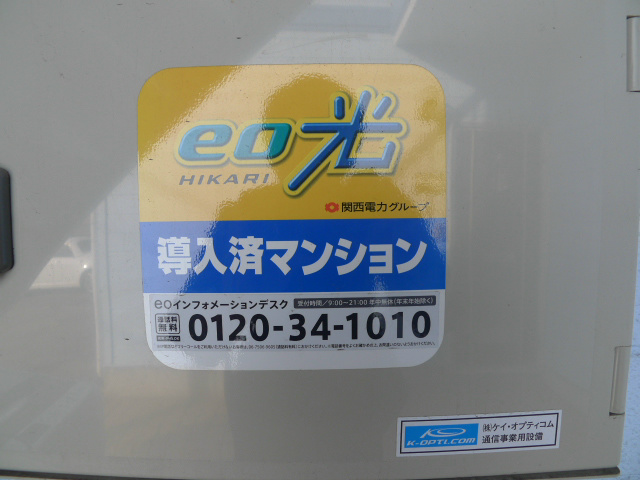 eo光
HIKARI
関西電力グループ
導入済マンション
eoインフォメーションデスク 受付時間／9:00〜21:00 年中無休(年末年始除く)
通話料
無料
0120-34-1010
K-OPTI.COM
㈱ケイ・オプティコム
通信事業用設備